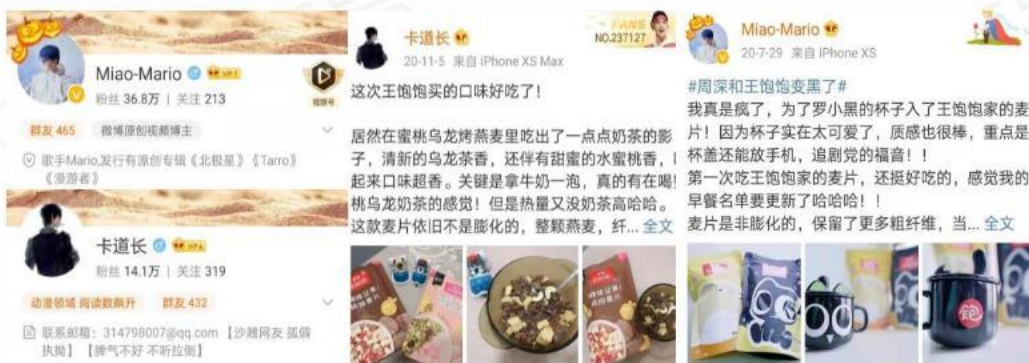 Miao-Mario
粉丝 36.8万 | 关注 213
视频号
群友 465
微博原创视频博主
歌手Mario,发行有原创专辑《北极星》《Tarro》
《漫游者》
卡道长
粉丝 14.1万 | 关注 319
动漫领域 阅读数飙升
群友 432
联系邮箱:314798007@qq.com 【沙雕网友 孤僻
执拗】【脾气不好 不听拉倒】
卡道长
FANS
NO.237127
20-11-5 来自 iPhone XS Max
这次王饱饱买的口味好吃了!
居然在蜜桃乌龙烤燕麦里吃出了一点点奶茶的影
子,清新的乌龙茶香,还伴有甜蜜的水蜜桃香,
起来口味超香。关键是拿牛奶一泡,真的有在喝
桃乌龙奶茶的感觉!但是热量又没奶茶高哈哈。
这款麦片依旧不是膨化的,整颗燕麦,纤... 全文
Miao-Mario
20-7-29 来自 iPhone XS
#周深和王饱饱变黑了#
我真是疯了,为了罗小黑的杯子入了王饱饱家的麦
片!因为杯子实在太可爱了,质感也很棒,重点是
杯盖还能放手机,追剧党的福音!!
第一次吃王饱饱家的麦片,还挺好吃的,感觉我的
早餐名单要更新了哈哈哈!!
麦片是非膨化的,保留了更多粗纤维,当... 全文
饱